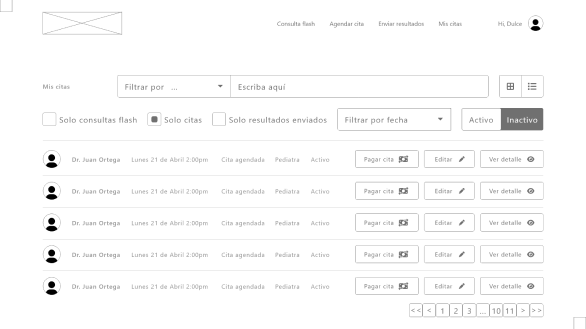 Consulta flash Agendar cita Enviar resultados Mis citas Hi, Dulce
Mis citas Filtrar por ... Escriba aquí
Solo consultas flash Solo citas Solo resultados enviados Filtrar por fecha Activo Inactivo
Dr. Juan Ortega Lunes 21 de Abril 2:00pm Cita agendada Pediatra Activo Pagar cita Editar Ver detalle
Dr. Juan Ortega Lunes 21 de Abril 2:00pm Cita agendada Pediatra Activo Pagar cita Editar Ver detalle
Dr. Juan Ortega Lunes 21 de Abril 2:00pm Cita agendada Pediatra Activo Pagar cita Editar Ver detalle
Dr. Juan Ortega Lunes 21 de Abril 2:00pm Cita agendada Pediatra Activo Pagar cita Editar Ver detalle
Dr. Juan Ortega Lunes 21 de Abril 2:00pm Cita agendada Pediatra Activo Pagar cita Editar Ver detalle
<< < 1 2 3 ... 10 11 > >>